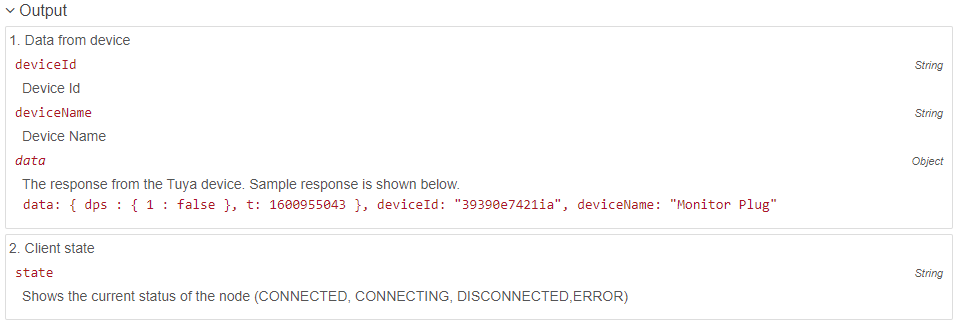 Output
1. Data from device
deviceId String
Device Id
deviceName String
Device Name
data Object
The response from the Tuya device. Sample response is shown below.
data: { dps : { 1 : false }, t: 1600955043 }, deviceId: "39390e7421ia", deviceName: "Monitor Plug"
2. Client state
state String
Shows the current status of the node (CONNECTED, CONNECTING, DISCONNECTED,ERROR)